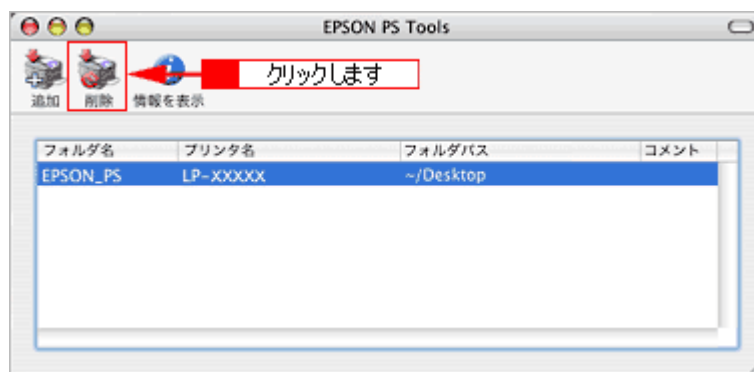 EPSON PS Tools
クリックします
追加 削除 情報を表示
フォルダ名 プリンタ名 フォルダパス コメント
EPSON_PS LP-XXXXX ~/Desktop